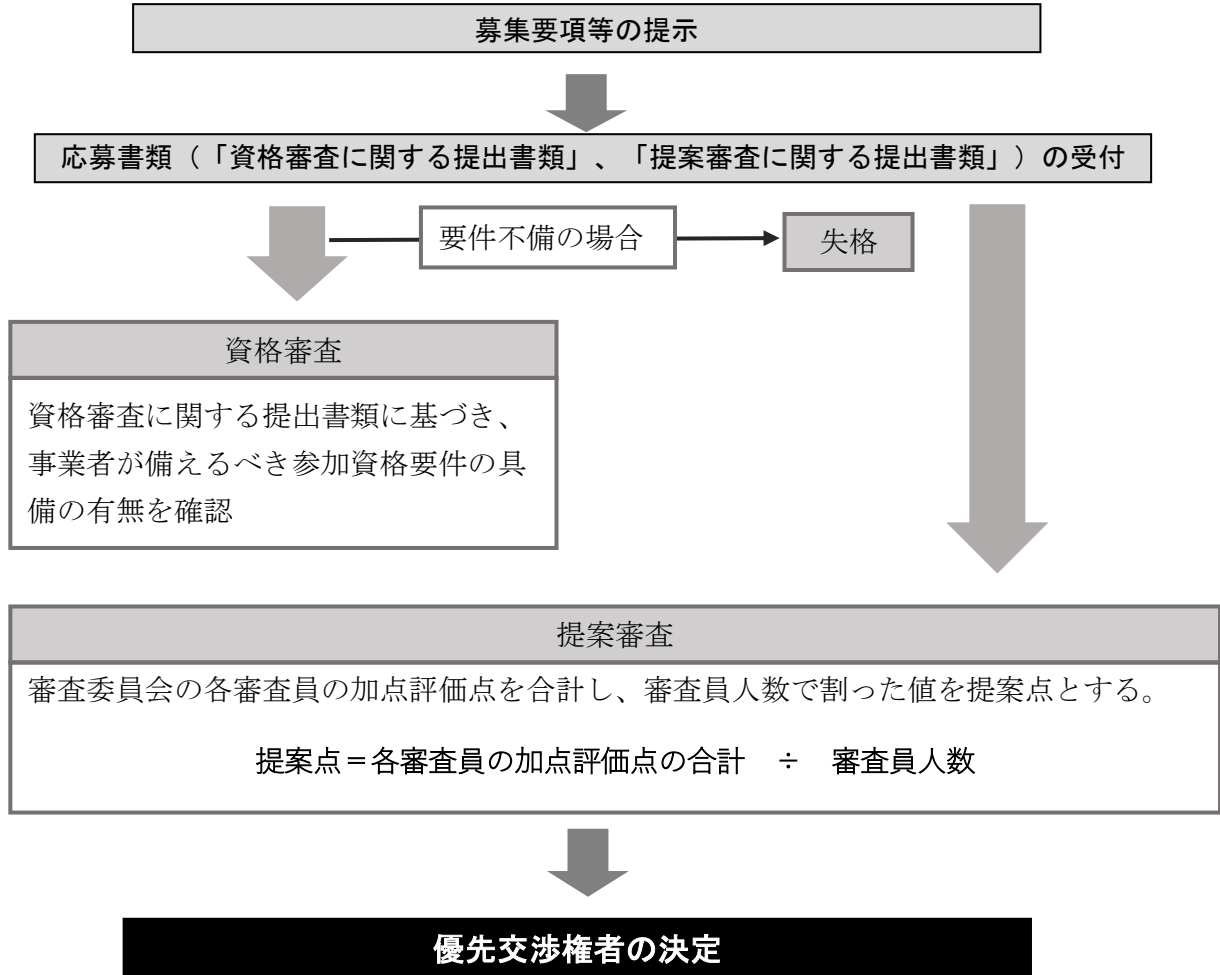 募集要項等の提示
応募書類（「資格審査に関する提出書類」、「提案審査に関する提出書類」）の受付
要件不備の場合
失格
資格審査
資格審査に関する提出書類に基づき、
事業者が備えるべき参加資格要件の具
備の有無を確認
提案審査
審査委員会の各審査員の加点評価点を合計し、審査員人数で割った値を提案点とする。
提案点＝各審査員の加点評価点の合計　÷　審査員人数
優先交渉権者の決定